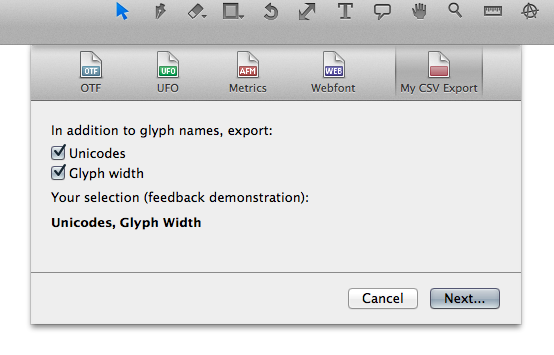 OTF
UFO
AFM
WEB
OTF
UFO
Metrics
Webfont
My CSV Export
In addition to glyph names, export:
Unicodes
Glyph width
Your selection (feedback demonstration):
Unicodes, Glyph Width
Cancel
Next...